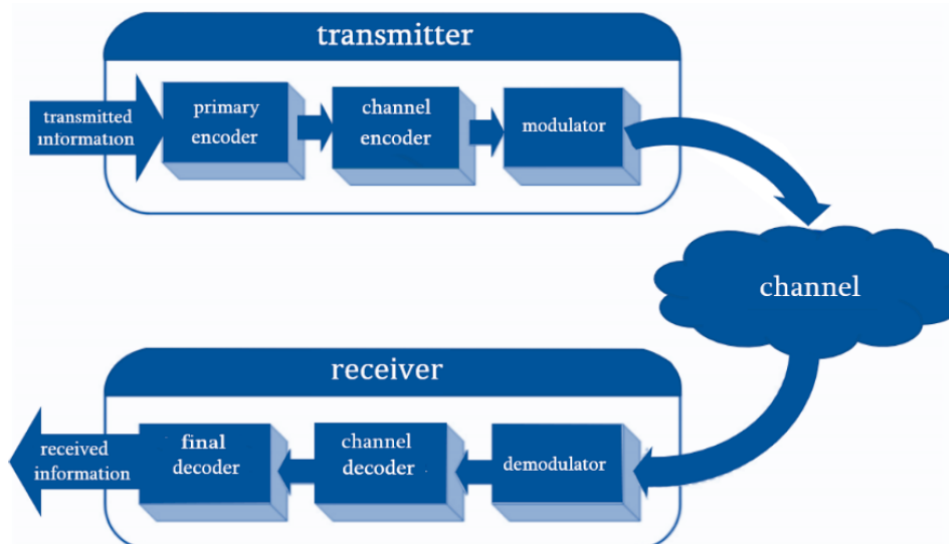 transmitter
transmitted
information
primary
encoder
channel
encoder
modulator
channel
receiver
received
information
final
decoder
channel
decoder
demodulator